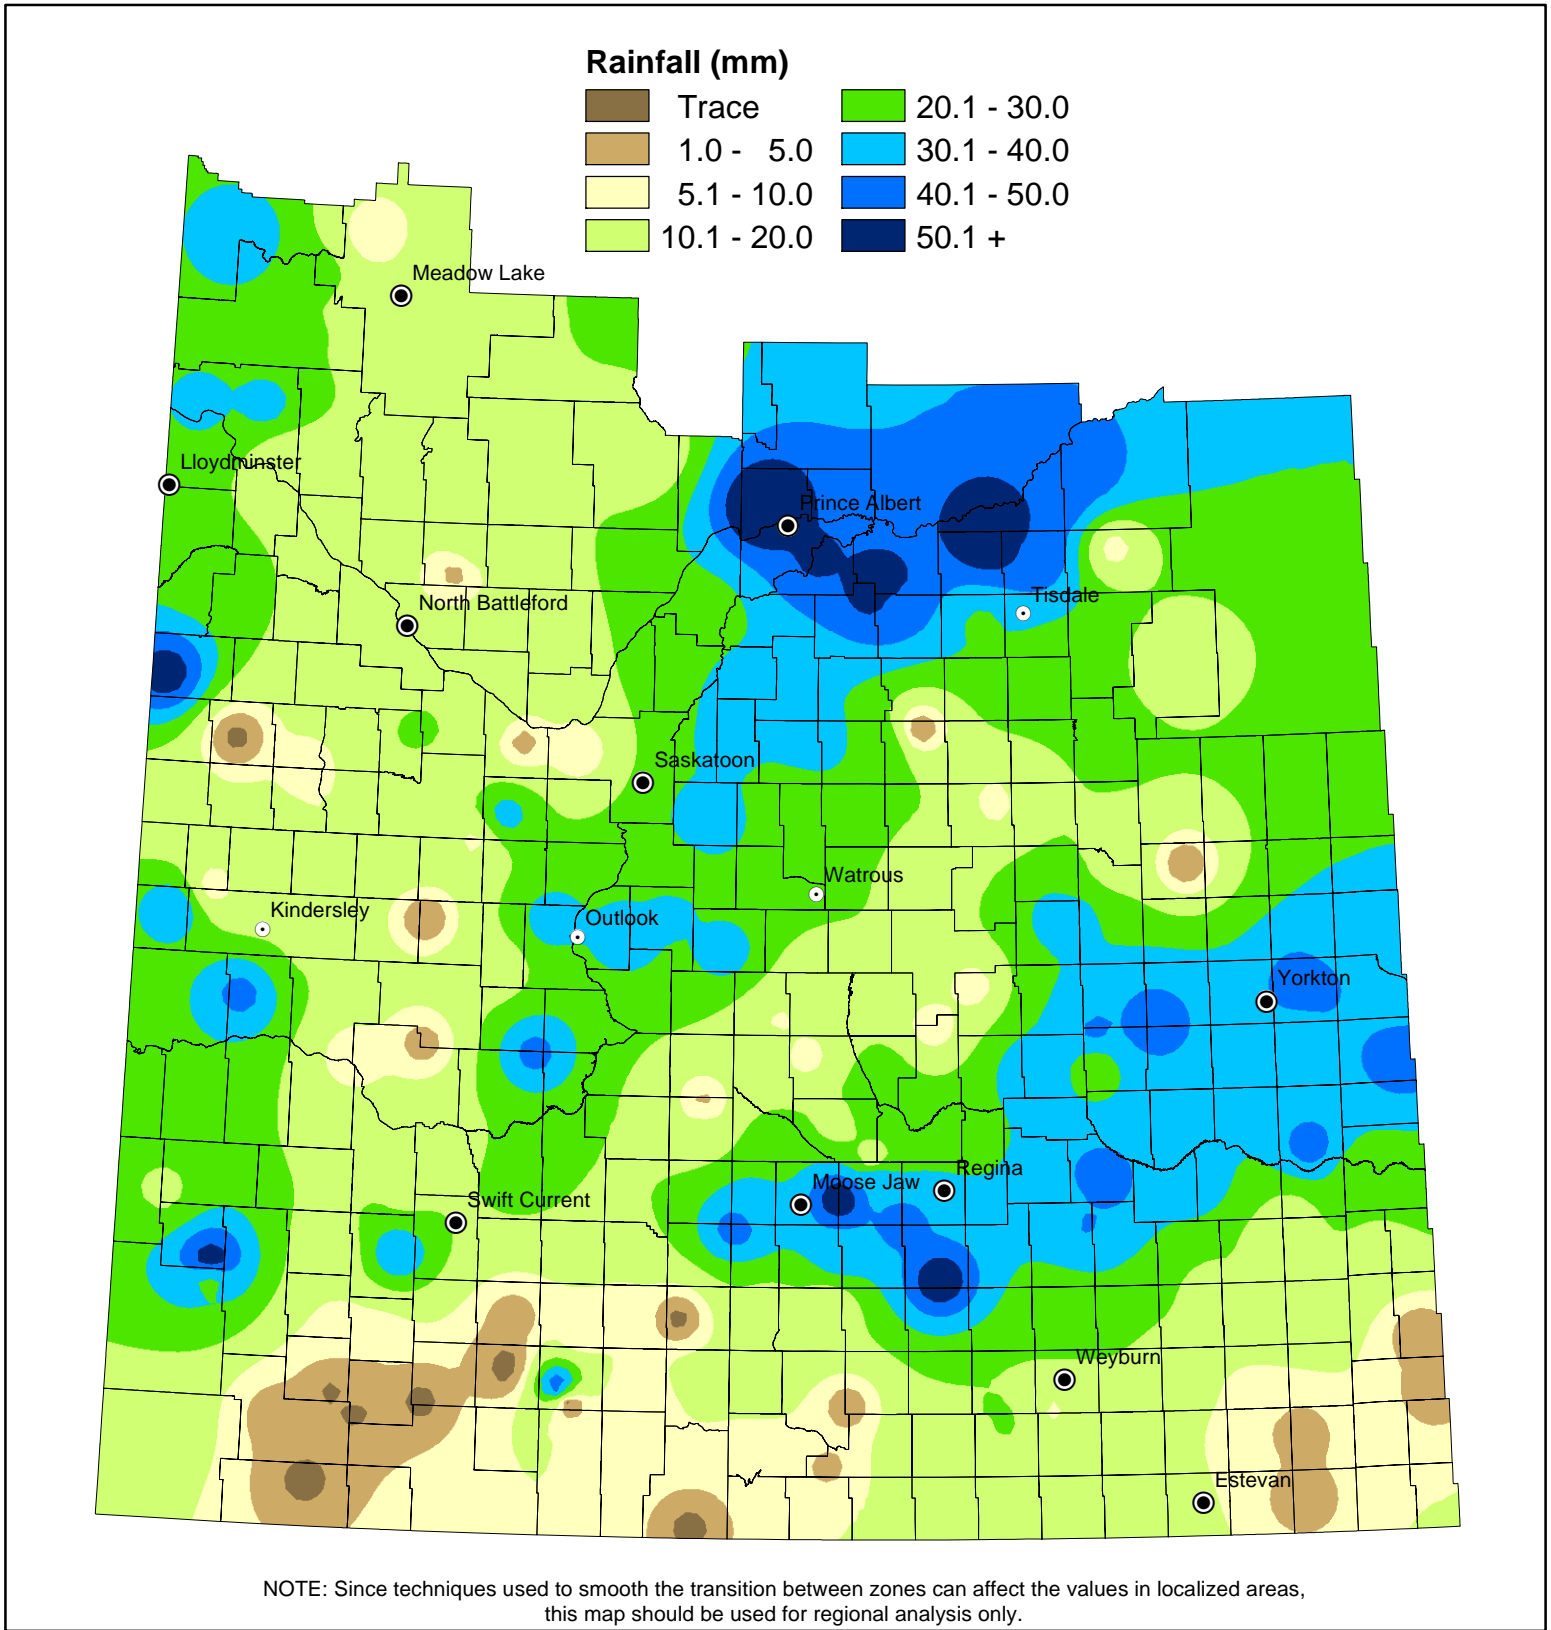 Rainfall (mm)
Trace
1.0 - 5.0
5.1 - 10.0
10.1 - 20.0
20.1 - 30.0
30.1 - 40.0
40.1 - 50.0
50.1 +
Meadow Lake
Lloydminster
Prince Albert
North Battleford
Tisdale
Saskatoon
Watrous
Kindersley
Outlook
Yorkton
Regina
Moose Jaw
Swift Current
Weyburn
Estevan
NOTE: Since techniques used to smooth the transition between zones can affect the values in localized areas,
this map should be used for regional analysis only.